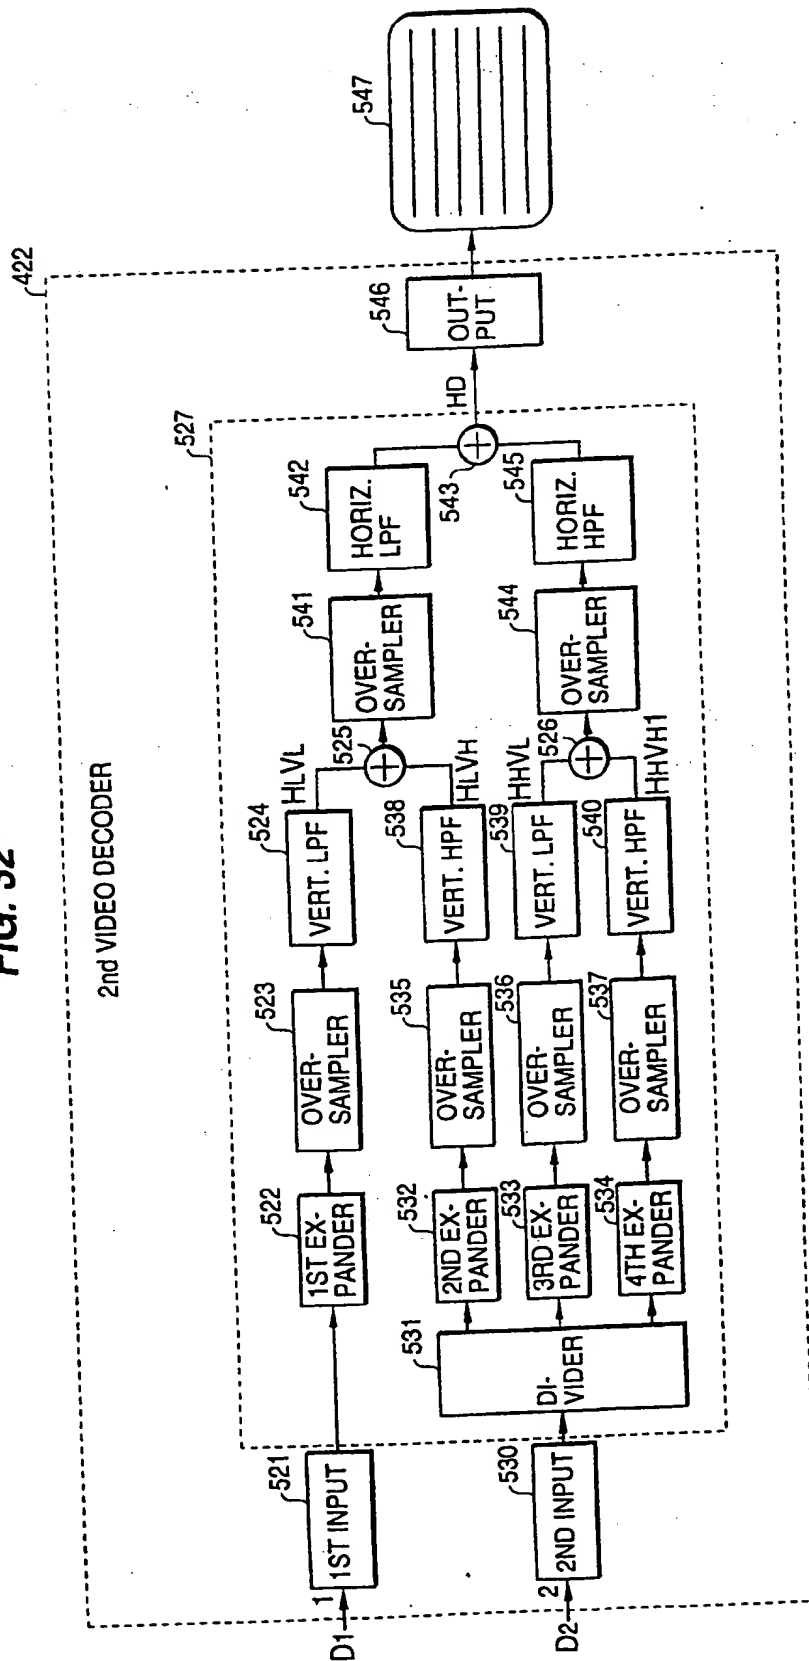 FIG. 32
2nd VIDEO DECODER
422
527
D1
1
1ST INPUT
521
1ST EX-
PANDER
522
OVER-
SAMPLER
523
VERT. LPF
524
HLVL
525
OVER-
SAMPLER
541
HORIZ.
LPF
542
543
HD
OUT-
PUT
546
547
D2
2
2ND INPUT
530
DI-
VIDER
531
2ND EX-
PANDER
532
OVER-
SAMPLER
535
VERT. HPF
538
HLVH
3RD EX-
PANDER
533
OVER-
SAMPLER
536
VERT. LPF
539
HHVL
526
OVER-
SAMPLER
544
HORIZ.
HPF
545
4TH EX-
PANDER
534
OVER-
SAMPLER
537
VERT. HPF
540
HHVH1